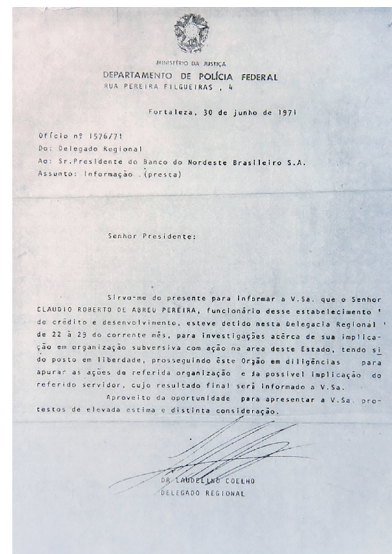 MINISTÉRIO DA JUSTIÇA
DEPARTAMENTO DE POLÍCIA FEDERAL
RUA PEREIRA FILGUEIRAS , 4
Fortaleza, 30 de junho de 1971
Ofício nº 1576/71
Do: Delegado Regional
Ao: Sr.Presidente do Banco do Nordeste Brasileiro S.A.
Assunto: informação (presta)
Senhor Presidente:
Sirvo-me do presente para informar a V.Sa. que o Senhor
CLAUDIO ROBERTO DE ABREU PEREIRA, funcionário desse estabelecimento '
de crédito e desenvolvimento, esteve detido nesta Delegacia Regional '
de 22 à 29 do corrente mês, para investigações acêrca de sua implica-
ção em organização subversiva com ação na area deste Estado, tendo si
do posto em liberdade, prosseguindo êste Orgão em diligências para
apurar as ações da referida organização e da possível implicação do
referido servidor, cujo resultado final será informado a V.Sa.
Aproveito da oportunidade para apresentar a V.Sa. pro-
testos de elevada estima e distinta consideração.
DR LAUDELINO COELHO
DELEGADO REGIONAL